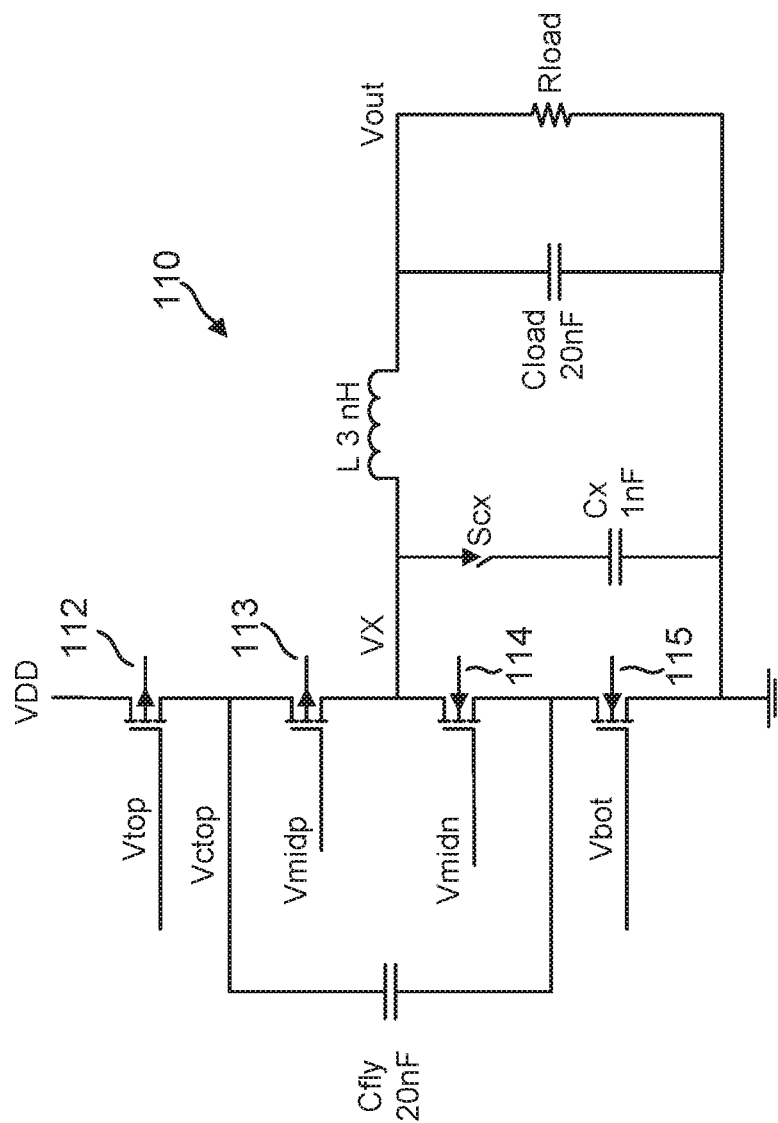 110
VDD
112
Vtop
Vctop
113
Vmidp
VX
L 3 nH
Vout
Cfly
20nF
Vmidn
114
Scx
Cx
1nF
Cload
20nF
Rload
Vbot
115